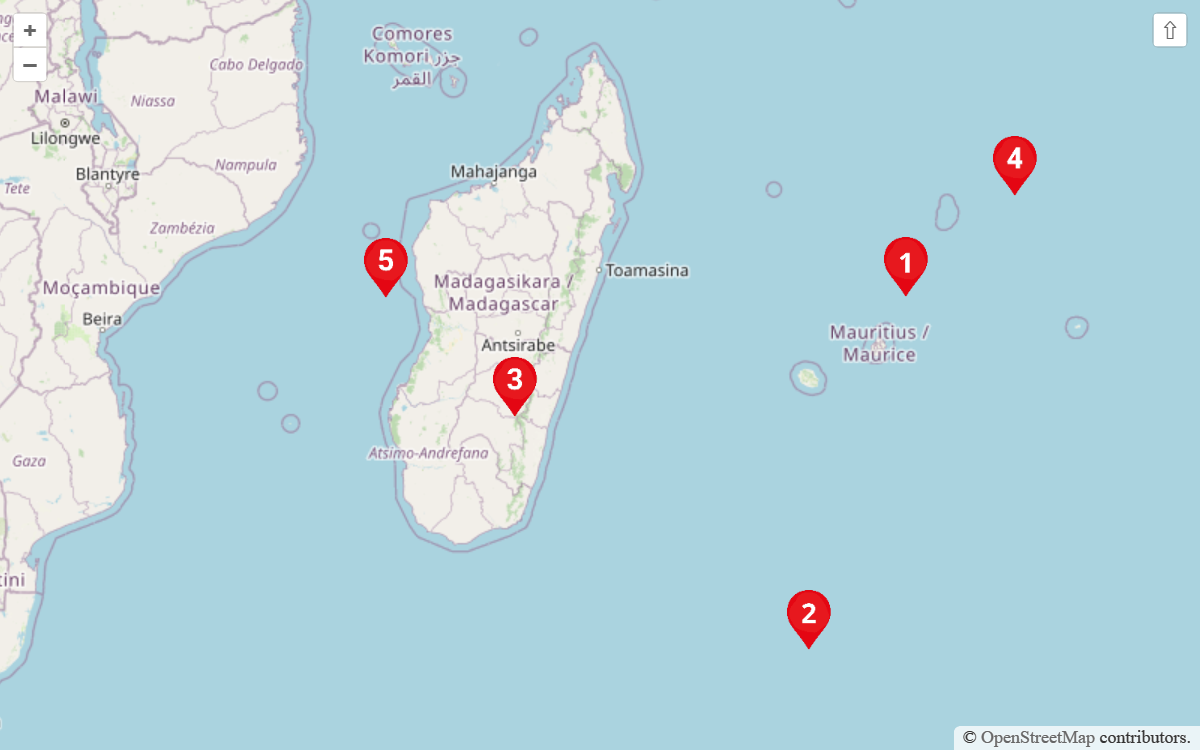 +
−
⇧
Comores
Komori جزر
القمر
Cabo Delgado
Malawi
Niassa
Lilongwe
Nampula
Blantyre
Mahajanga
Tete
Zambézia
4
5
1
Moçambique
Madagasikara /
Madagascar
Toamasina
Beira
Mauritius /
Maurice
Antsirabe
3
Gaza
Atsimo-Andrefana
tini
2
© OpenStreetMap contributors.